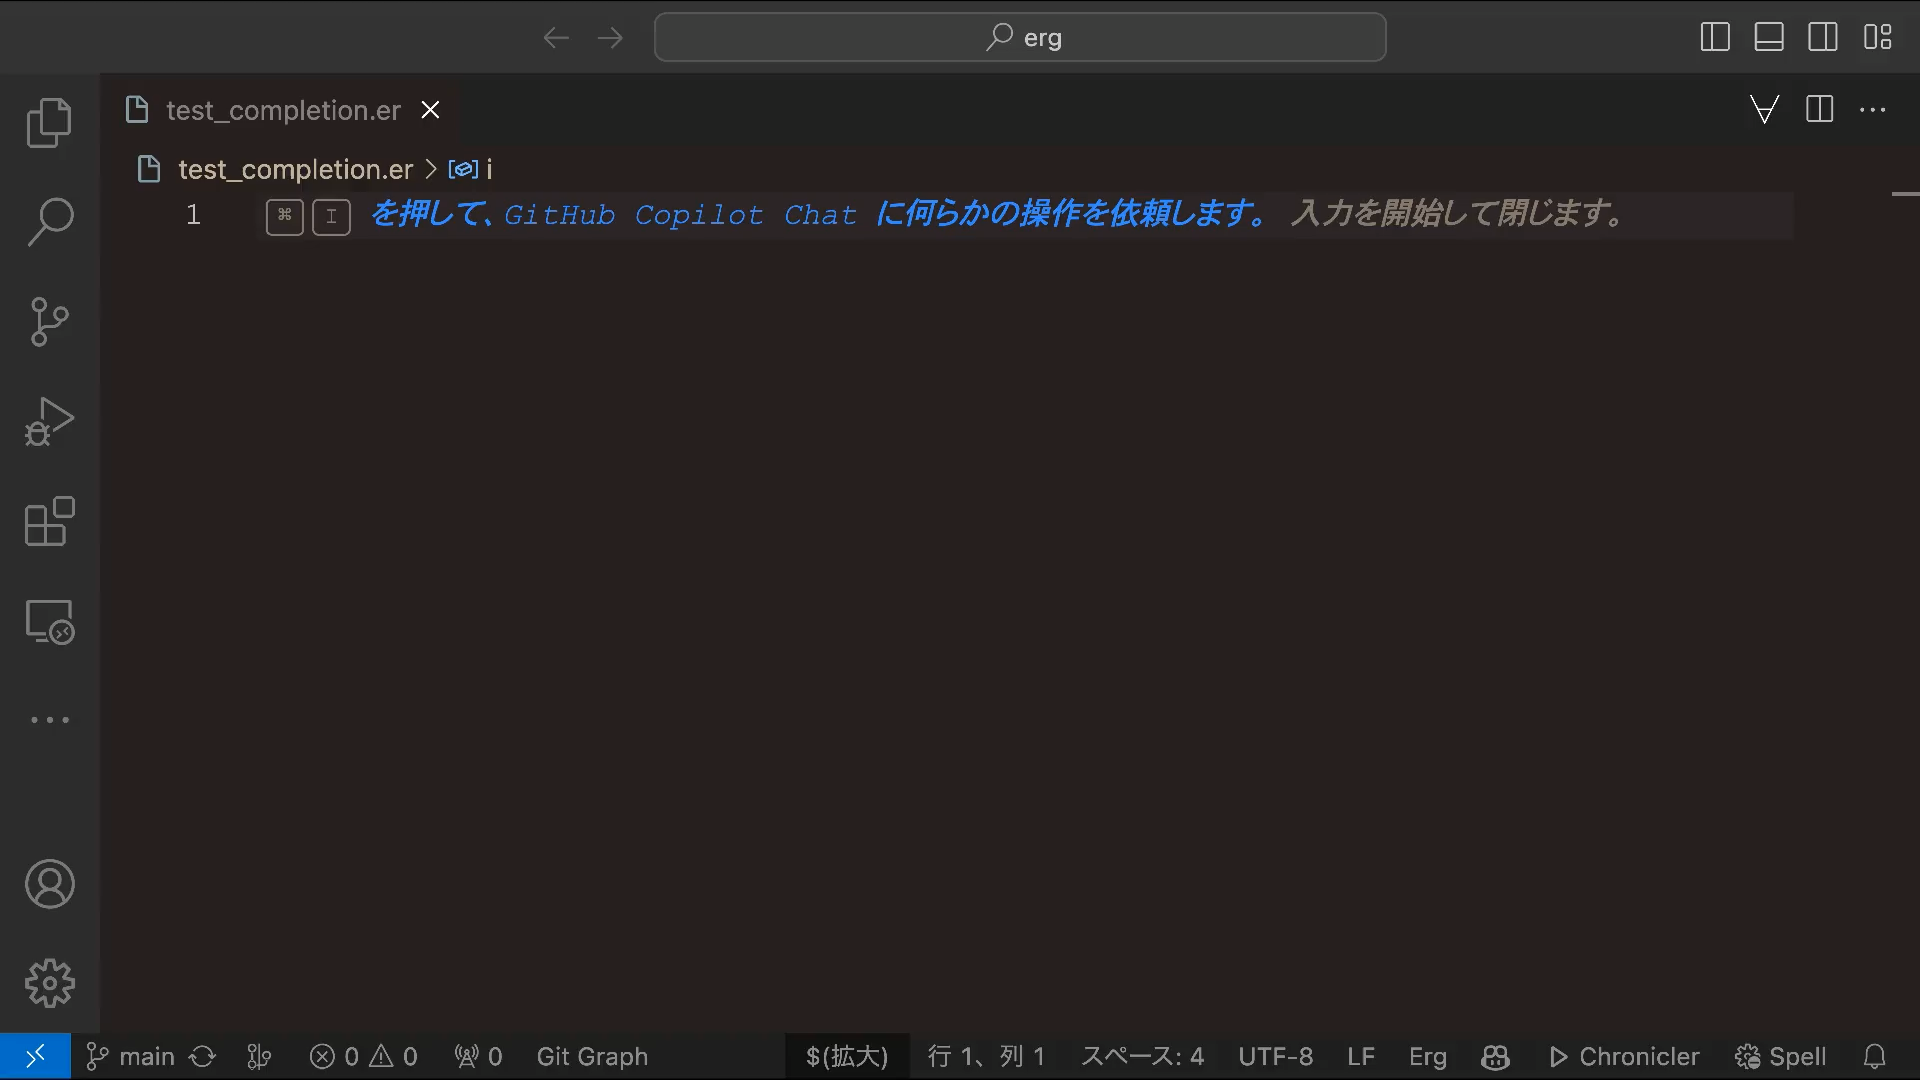 erg
test_completion.er
test_completion.er > i
1 ⌘ I を押して、GitHub Copilot Chat に何らかの操作を依頼します。 入力を開始して閉じます。
main 0 0 0 Git Graph $(拡大) 行 1、列 1 スペース: 4 UTF-8 LF Erg Chronicler Spell